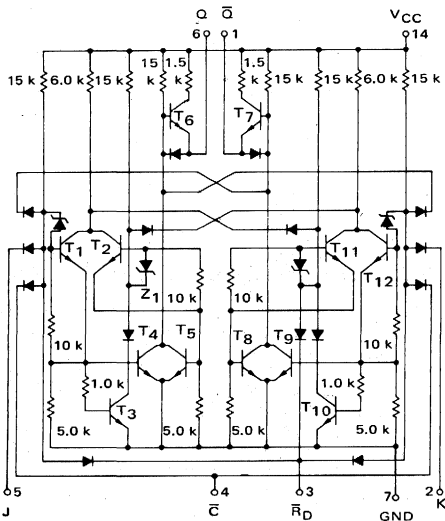 Q Q̅ V_CC
6 1 14
15 k 6.0 k 15 k 15 k 1.5 k 1.5 k 15 k 15 k 6.0 k 15 k
T6 T7
T1 T2 T11 T12
Z1 10 k 10 k
T4 T5 T8 T9
10 k 10 k
1.0 k 1.0 k
T3 T10
5.0 k 5.0 k 5.0 k 5.0 k
5 4 3 7 2
J C̅ R̅_D GND K